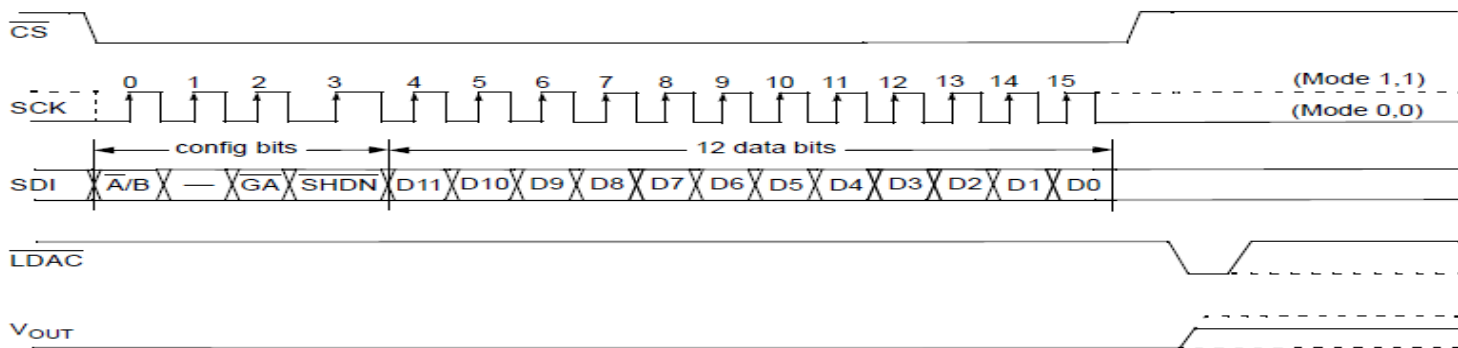 CS
0 1 2 3 4 5 6 7 8 9 10 11 12 13 14 15 (Mode 1,1)
SCK
(Mode 0,0)
config bits 12 data bits
SDI A/B — GA SHDN D11 D10 D9 D8 D7 D6 D5 D4 D3 D2 D1 D0
LDAC
VOUT